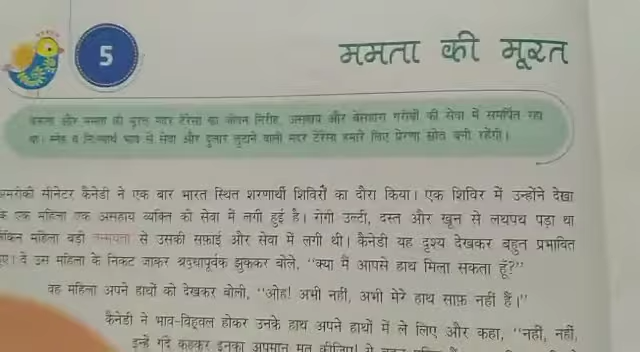 5
ममता की मूरत
करुणा और ममता की मूरत मदर टेरेसा का जीवन निरीह, असहाय और बेसहारा गरीबों की सेवा में समर्पित रहा
था। स्नेह व निःस्वार्थ भाव से सेवा और दुलार लुटाने वाली मदर टेरेसा हमारे लिए प्रेरणा स्रोत बनी रहेंगी।
अमरीकी सीनेटर कैनेडी ने एक बार भारत स्थित शरणार्थी शिविरों का दौरा किया। एक शिविर में उन्होंने देखा
कि एक महिला एक असहाय व्यक्ति की सेवा में लगी हुई है। रोगी उल्टी, दस्त और खून से लथपथ पड़ा था
लेकिन महिला बड़ी तन्मयता से उसकी सफ़ाई और सेवा में लगी थी। कैनेडी यह दृश्य देखकर बहुत प्रभावित
हुए। वे उस महिला के निकट जाकर श्रद्धापूर्वक झुककर बोले, “क्या मैं आपसे हाथ मिला सकता हूँ?”
वह महिला अपने हाथों को देखकर बोली, “ओह! अभी नहीं, अभी मेरे हाथ साफ़ नहीं हैं।”
कैनेडी ने भाव-विह्वल होकर उनके हाथ अपने हाथों में ले लिए और कहा, “नहीं, नहीं,
इन्हें गंदे कहकर इनका अपमान मत कीजिए! ये